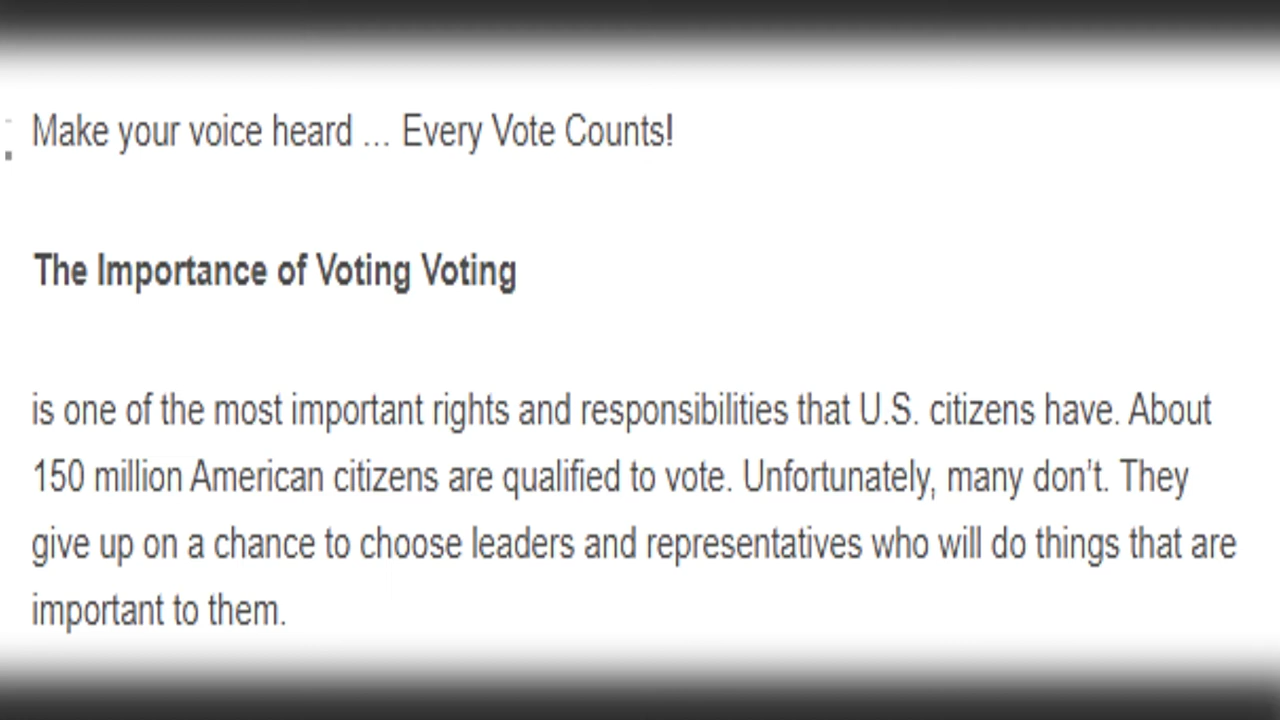 Make your voice heard … Every Vote Counts!
The Importance of Voting Voting
is one of the most important rights and responsibilities that U.S. citizens have. About
150 million American citizens are qualified to vote. Unfortunately, many don’t. They
give up on a chance to choose leaders and representatives who will do things that are
important to them.